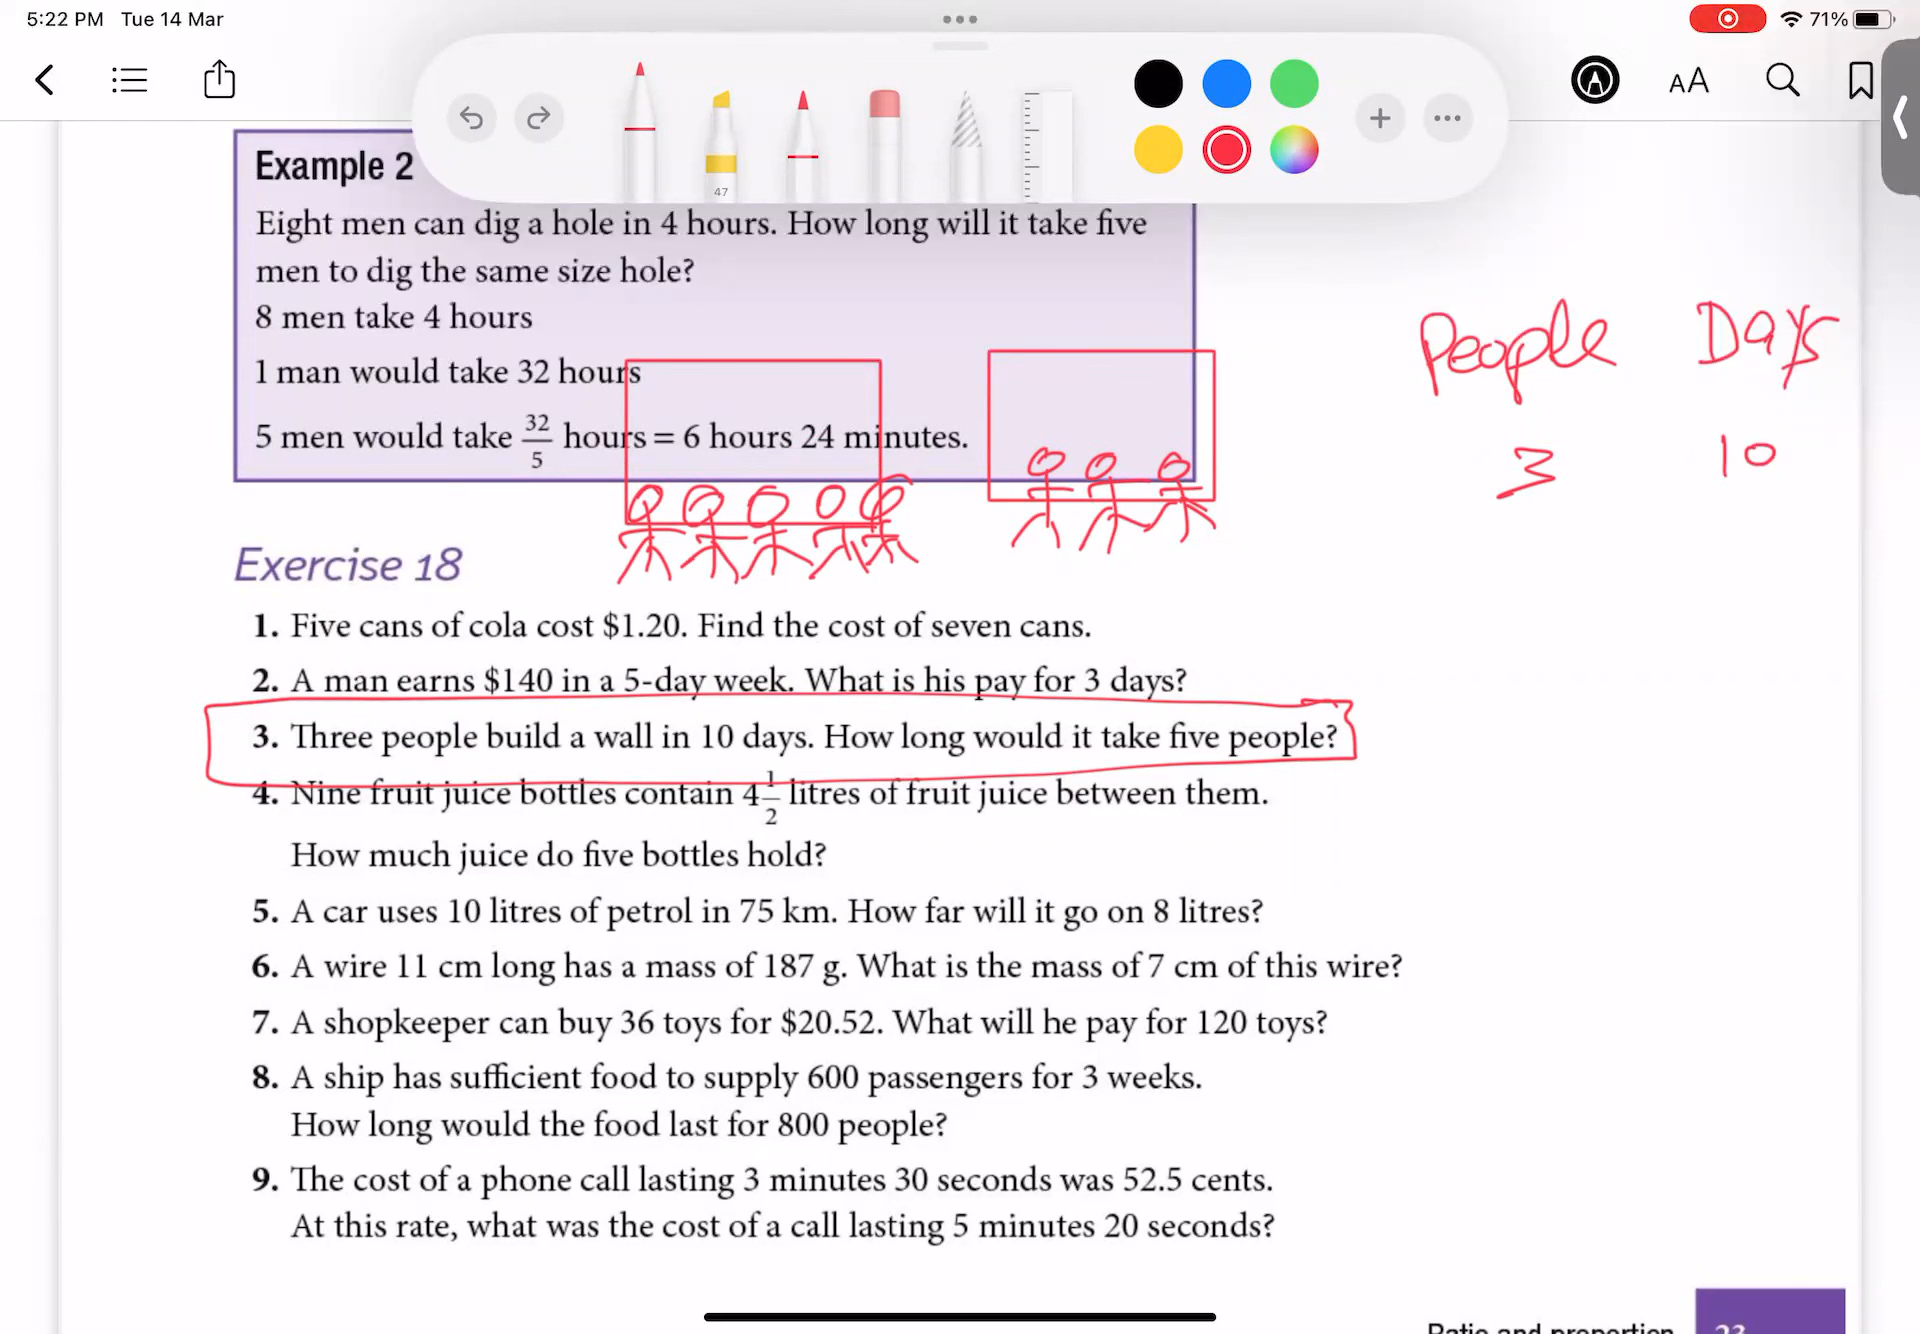 5:22 PM Tue 14 Mar
71%
AA
47
Example 2
Eight men can dig a hole in 4 hours. How long will it take five
men to dig the same size hole?
8 men take 4 hours
1 man would take 32 hours
5 men would take 32/5 hours = 6 hours 24 minutes.
People Days
3 10
Exercise 18
1. Five cans of cola cost $1.20. Find the cost of seven cans.
2. A man earns $140 in a 5-day week. What is his pay for 3 days?
3. Three people build a wall in 10 days. How long would it take five people?
4. Nine fruit juice bottles contain 4 1/2 litres of fruit juice between them.
How much juice do five bottles hold?
5. A car uses 10 litres of petrol in 75 km. How far will it go on 8 litres?
6. A wire 11 cm long has a mass of 187 g. What is the mass of 7 cm of this wire?
7. A shopkeeper can buy 36 toys for $20.52. What will he pay for 120 toys?
8. A ship has sufficient food to supply 600 passengers for 3 weeks.
How long would the food last for 800 people?
9. The cost of a phone call lasting 3 minutes 30 seconds was 52.5 cents.
At this rate, what was the cost of a call lasting 5 minutes 20 seconds?
Ratio and proportion